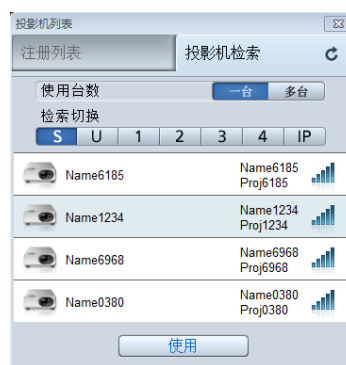 投影机列表
注册列表 投影机检索
使用台数 一台 多台
检索切换
S U 1 2 3 4 IP
Name6185 Name6185
Proj6185
Name1234 Name1234
Proj1234
Name6968 Name6968
Proj6968
Name0380 Name0380
Proj0380
使用